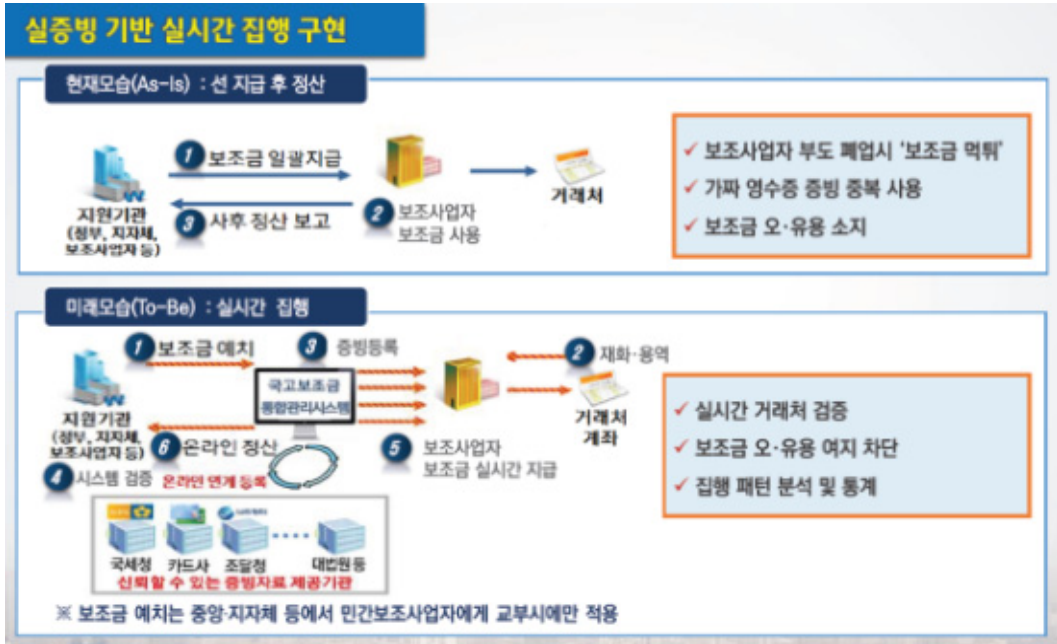 실증빙 기반 실시간 집행 구현
현재모습(As-Is) : 선 지급 후 정산
1 보조금 일괄지급
지원기관
(정부, 지자체,
보조사업자 등)
3 사후 정산 보고
2 보조사업자
보조금 사용
거래처
✓ 보조사업자 부도 폐업시 '보조금 먹튀'
✓ 가짜 영수증 증빙 중복 사용
✓ 보조금 오·유용 소지
미래모습(To-Be) : 실시간 집행
1 보조금 예치
3 증빙등록
2 재화·용역
국고보조금
통합관리시스템
지원기관
(정부, 지자체,
보조사업자 등)
거래처
계좌
6 온라인 정산
5 보조사업자
보조금 실시간 지급
4 시스템 검증
온라인 연계 등록
✓ 실시간 거래처 검증
✓ 보조금 오·유용 여지 차단
✓ 집행 패턴 분석 및 통계
국세청 카드사 조달청 대법원 등
신뢰할 수 있는 증빙자료 제공기관
※ 보조금 예치는 중앙·지자체 등에서 민간보조사업자에게 교부시에만 적용